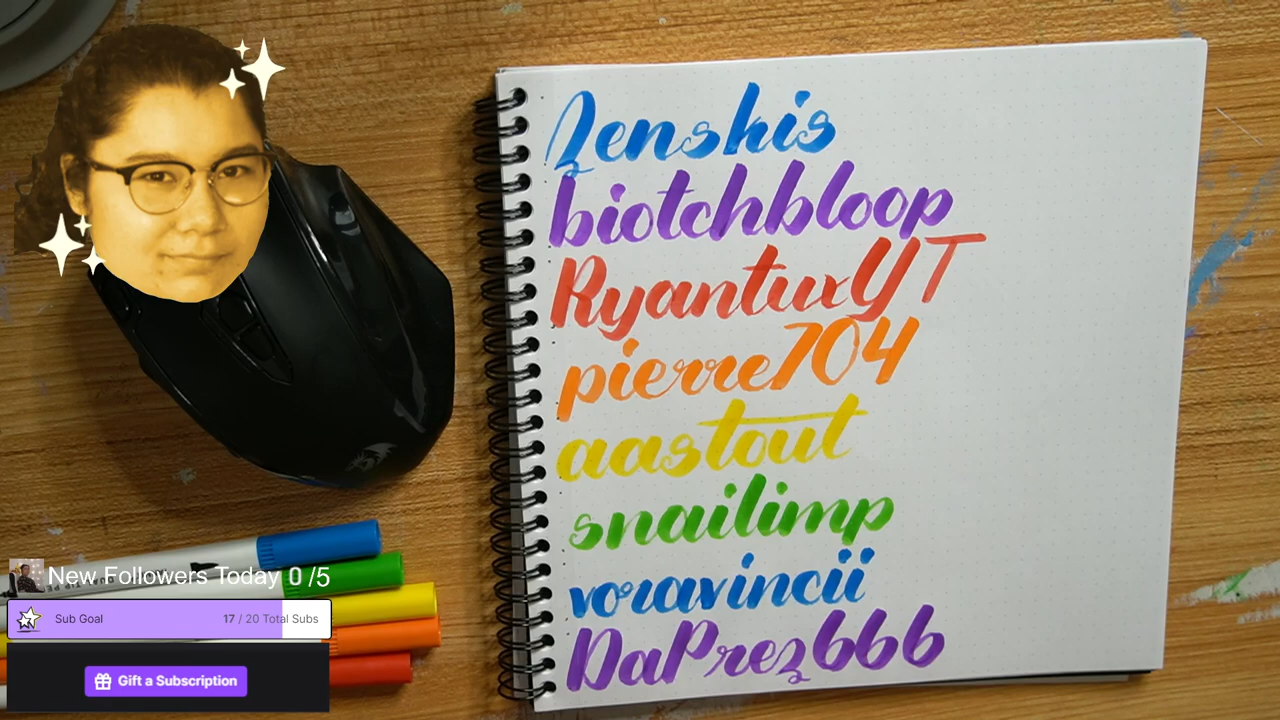 Zenskis
biotchbloop
RyantuxYT
pierre704
aastout
snailimp
voravincii
DaPrez666
New Followers Today 0 /5
Sub Goal 17 / 20 Total Subs
Gift a Subscription